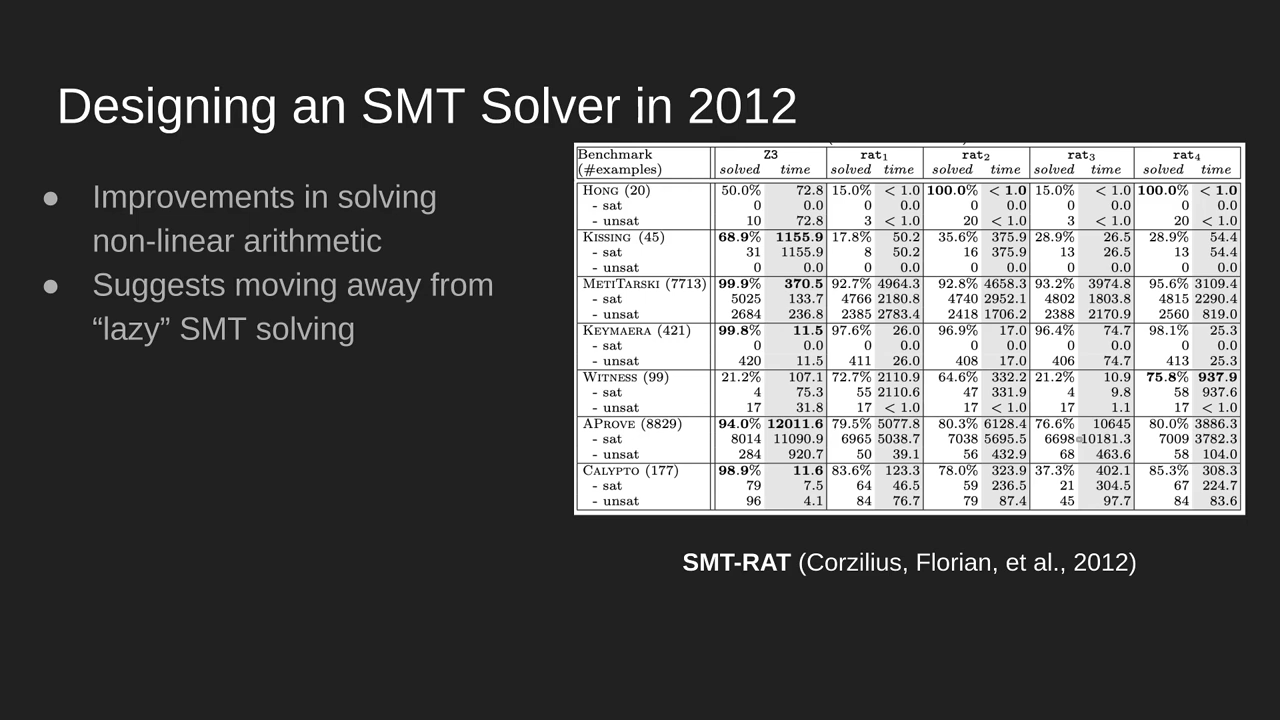 Designing an SMT Solver in 2012
● Improvements in solving
non-linear arithmetic
● Suggests moving away from
“lazy” SMT solving
Benchmark Z3 rat1 rat2 rat3 rat4
(#examples) solved time solved time solved time solved time solved time
HONG (20) 50.0% 72.8 15.0% < 1.0 100.0% < 1.0 15.0% < 1.0 100.0% < 1.0
- sat 0 0.0 0 0.0 0 0.0 0 0.0 0 0.0
- unsat 10 72.8 3 < 1.0 20 < 1.0 3 < 1.0 20 < 1.0
KISSING (45) 68.9% 1155.9 17.8% 50.2 35.6% 375.9 28.9% 26.5 28.9% 54.4
- sat 31 1155.9 8 50.2 16 375.9 13 26.5 13 54.4
- unsat 0 0.0 0 0.0 0 0.0 0 0.0 0 0.0
METITARSKI (7713) 99.9% 370.5 92.7% 4964.3 92.8% 4658.3 93.2% 3974.8 95.6% 3109.4
- sat 5025 133.7 4766 2180.8 4740 2952.1 4802 1803.8 4815 2290.4
- unsat 2684 236.8 2385 2783.4 2418 1706.2 2388 2170.9 2560 819.0
KEYMAERA (421) 99.8% 11.5 97.6% 26.0 96.9% 17.0 96.4% 74.7 98.1% 25.3
- sat 0 0.0 0 0.0 0 0.0 0 0.0 0 0.0
- unsat 420 11.5 411 26.0 408 17.0 406 74.7 413 25.3
WITNESS (99) 21.2% 107.1 72.7% 2110.9 64.6% 332.2 21.2% 10.9 75.8% 937.9
- sat 4 75.3 55 2110.6 47 331.9 4 9.8 58 937.6
- unsat 17 31.8 17 < 1.0 17 < 1.0 17 1.1 17 < 1.0
APROVE (8829) 94.0% 12011.6 79.5% 5077.8 80.3% 6128.4 76.6% 10645 80.0% 3886.3
- sat 8014 11090.9 6965 5038.7 7038 5695.5 6698 10181.3 7009 3782.3
- unsat 284 920.7 50 39.1 56 432.9 68 463.6 58 104.0
CALYPTO (177) 98.9% 11.6 83.6% 123.3 78.0% 323.9 37.3% 402.1 85.3% 308.3
- sat 79 7.5 64 46.5 59 236.5 21 304.5 67 224.7
- unsat 96 4.1 84 76.7 79 87.4 45 97.7 84 83.6
SMT-RAT (Corzilius, Florian, et al., 2012)